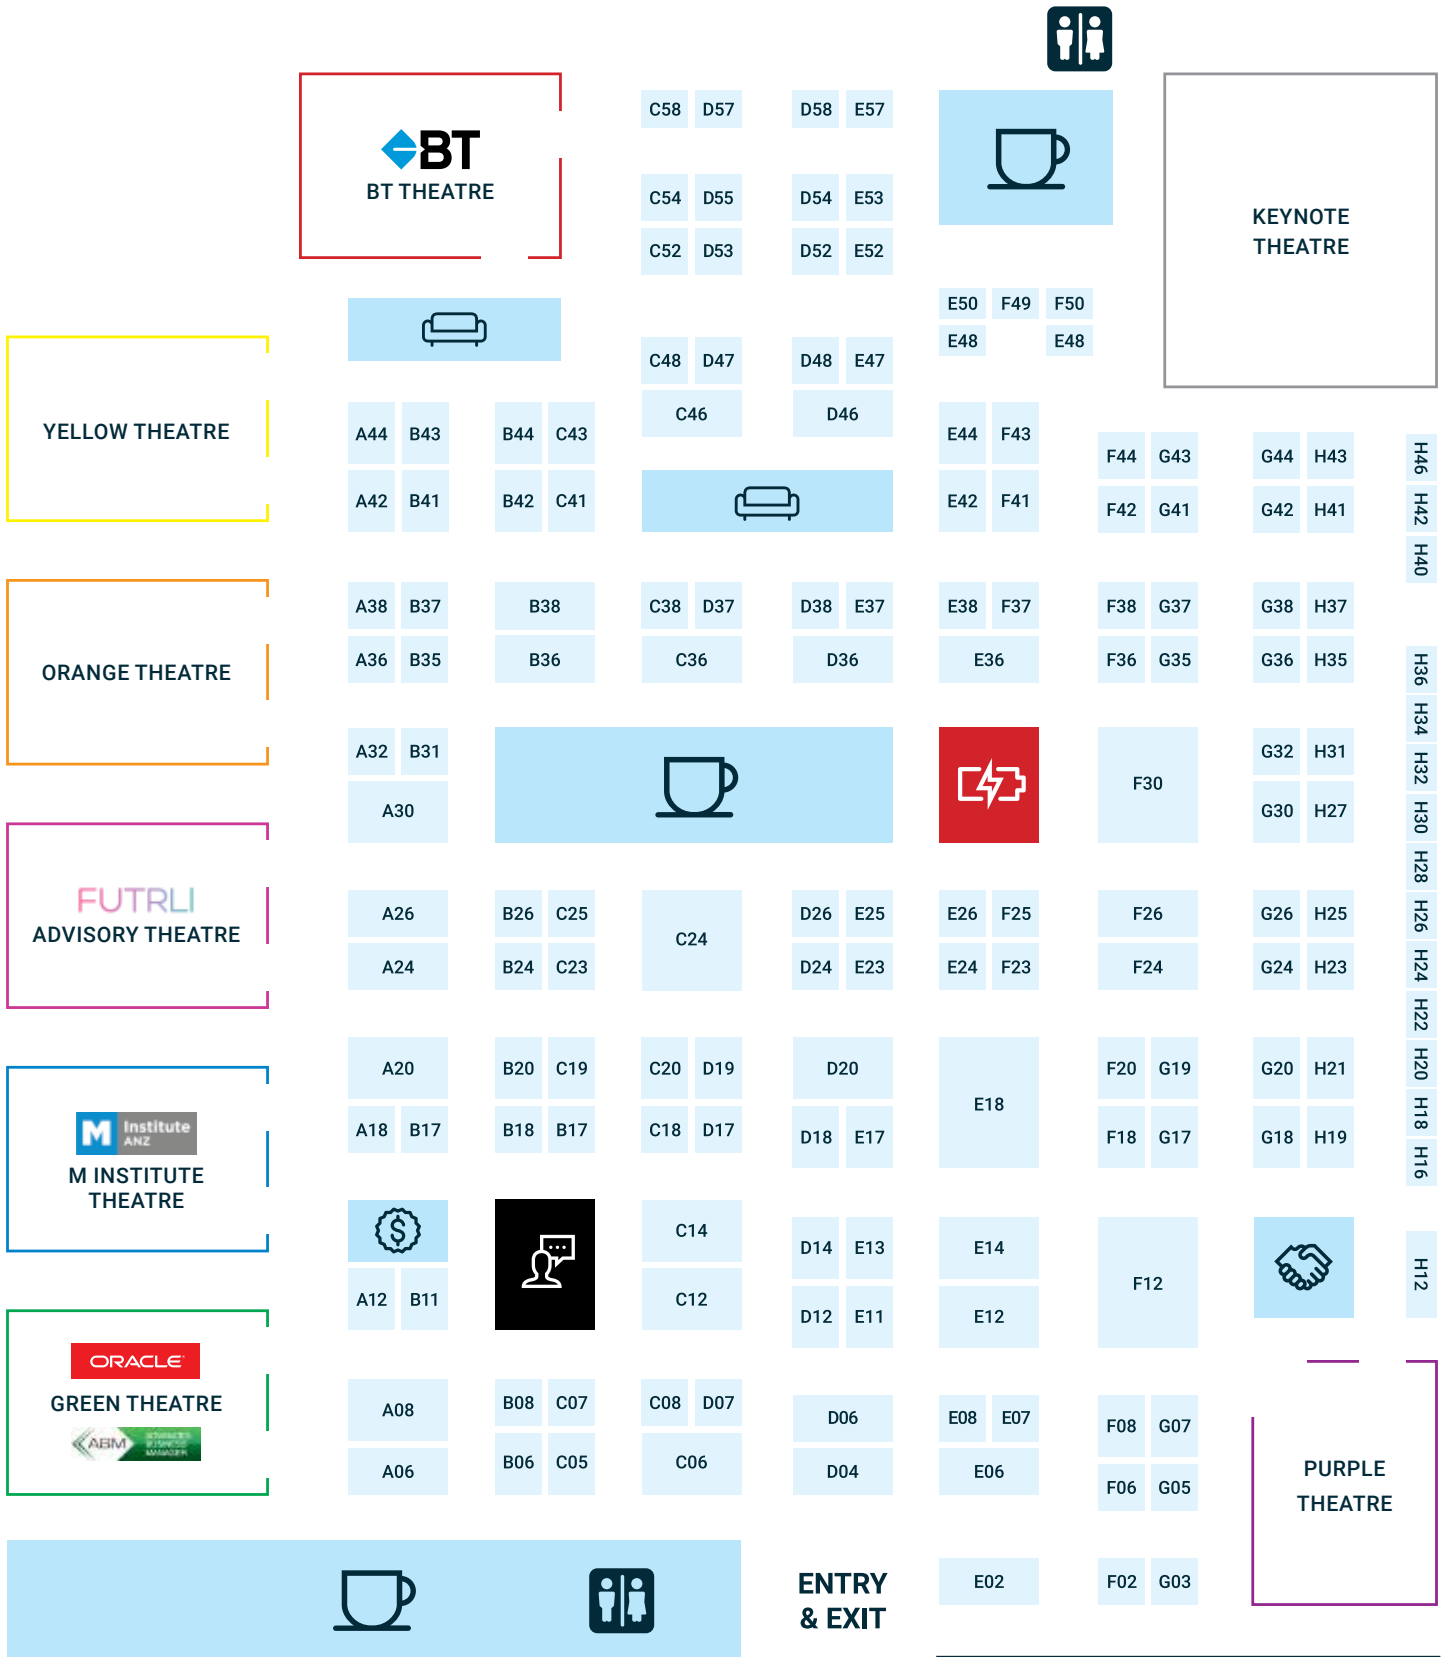 BT
BT THEATRE
C58 D57 D58 E57
C54 D55 D54 E53
C52 D53 D52 E52
KEYNOTE
THEATRE
E50 F49 F50
E48 E48
C48 D47 D48 E47
C46 D46
YELLOW THEATRE
A44 B43 B44 C43 E44 F43
F44 G43 G44 H43 H46
A42 B41 B42 C41 E42 F41
F42 G41 G42 H41 H42
H40
ORANGE THEATRE
A38 B37 B38 C38 D37 D38 E37 E38 F37 F38 G37 G38 H37
A36 B35 B36 C36 D36 E36 F36 G35 G36 H35 H36
H34
A32 B31 G32 H31 H32
F30
A30 G30 H27 H30
H28
FUTRLI
ADVISORY THEATRE
A26 B26 C25 C24 D26 E25 E26 F25 F26 G26 H25 H26
A24 B24 C23 D24 E23 E24 F23 F24 G24 H23 H24
H22
A20 B20 C19 C20 D19 D20 E18 F20 G19 G20 H21 H20
A18 B17 B18 B17 C18 D17 D18 E17 F18 G17 G18 H19 H18
H16
M Institute
ANZ
M INSTITUTE
THEATRE
$
C14 D14 E13 E14 F12 H12
A12 B11 C12 D12 E11 E12
ORACLE
GREEN THEATRE
ABM
A08 B08 C07 C08 D07 D06 E08 E07 F08 G07
A06 B06 C05 C06 D04 E06 F06 G05
PURPLE
THEATRE
ENTRY
& EXIT
E02 F02 G03